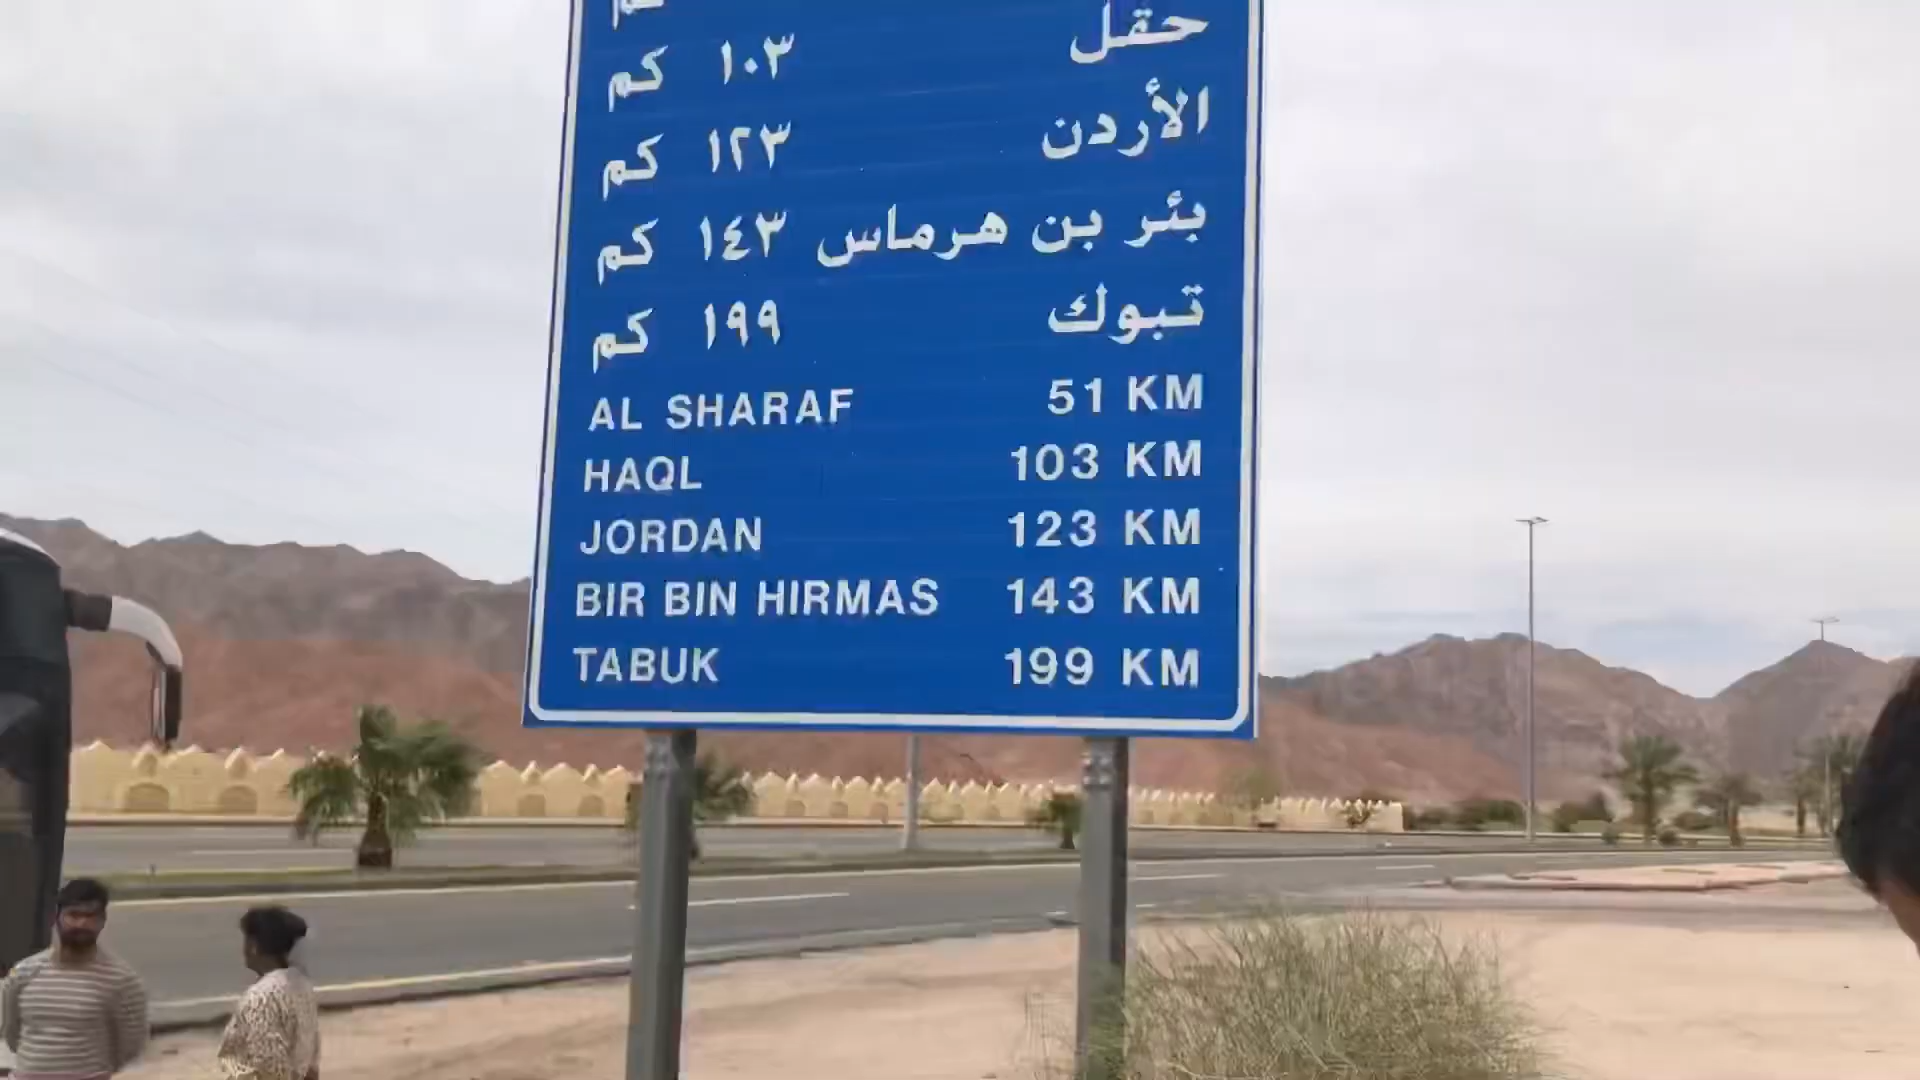 حقل ١٠٣ كم
الأردن ١٢٣ كم
بئر بن هرماس ١٤٣ كم
تبوك ١٩٩ كم
AL SHARAF 51 KM
HAQL 103 KM
JORDAN 123 KM
BIR BIN HIRMAS 143 KM
TABUK 199 KM